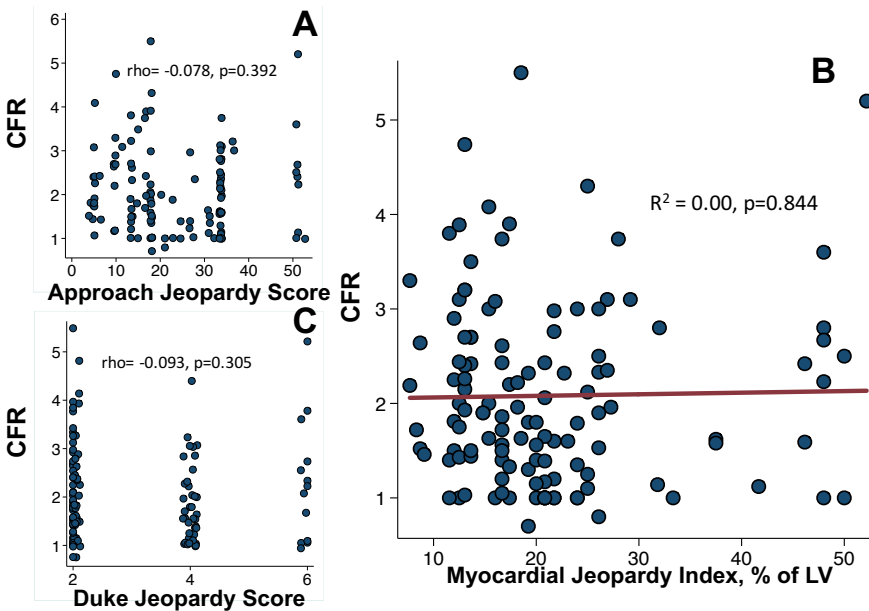 A
rho= -0.078, p=0.392
CFR
6
5
4
3
2
1
0 10 20 30 40 50
Approach Jeopardy Score
B
R² = 0.00, p=0.844
CFR
5
4
3
2
1
10 20 30 40 50
Myocardial Jeopardy Index, % of LV
C
rho= -0.093, p=0.305
CFR
5
4
3
2
1
2 4 6
Duke Jeopardy Score